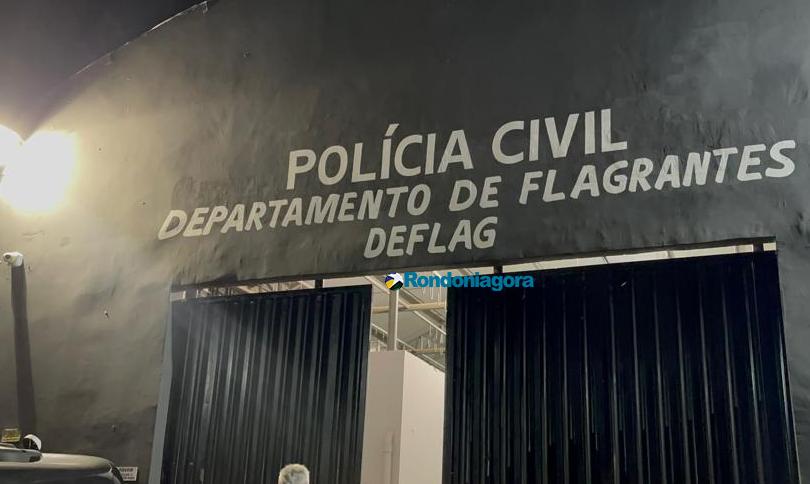 POLÍCIA CIVIL
DEPARTAMENTO DE FLAGRANTES
DEFLAG
Rondoniagora